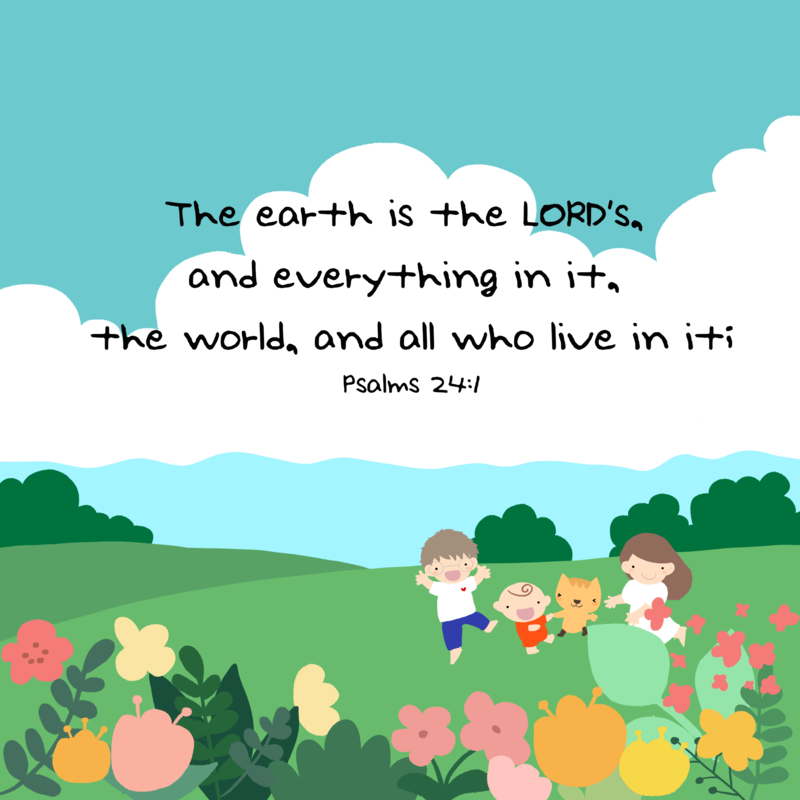 The earth is the LORD's,
and everything in it,
the world, and all who live in it;
Psalms 24:1